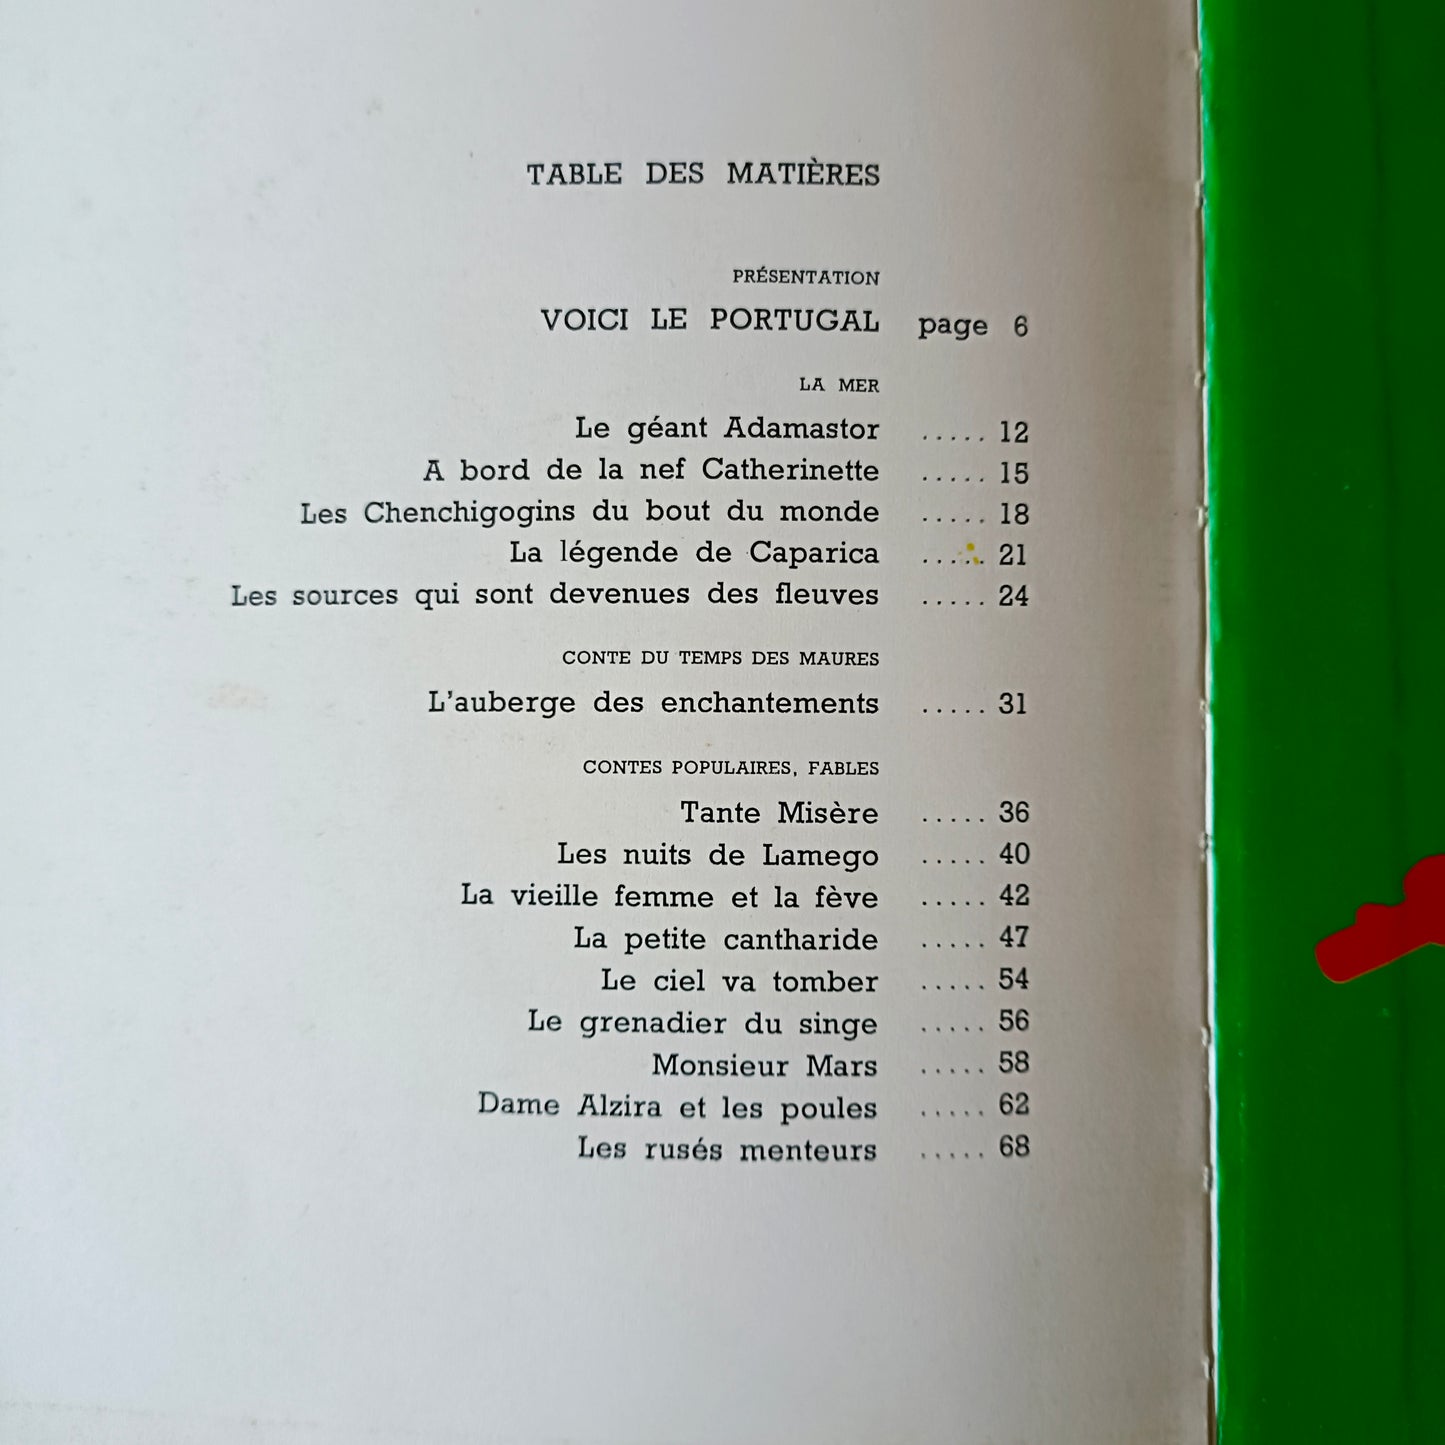 TABLE DES MATIÈRES
PRÉSENTATION
VOICI LE PORTUGAL page 6
LA MER
Le géant Adamastor ..... 12
A bord de la nef Catherinette ..... 15
Les Chenchigogins du bout du monde ..... 18
La légende de Caparica ..... 21
Les sources qui sont devenues des fleuves ..... 24
CONTE DU TEMPS DES MAURES
L'auberge des enchantements ..... 31
CONTES POPULAIRES, FABLES
Tante Misère ..... 36
Les nuits de Lamego ..... 40
La vieille femme et la fève ..... 42
La petite cantharide ..... 47
Le ciel va tomber ..... 54
Le grenadier du singe ..... 56
Monsieur Mars ..... 58
Dame Alzira et les poules ..... 62
Les rusés menteurs ..... 68